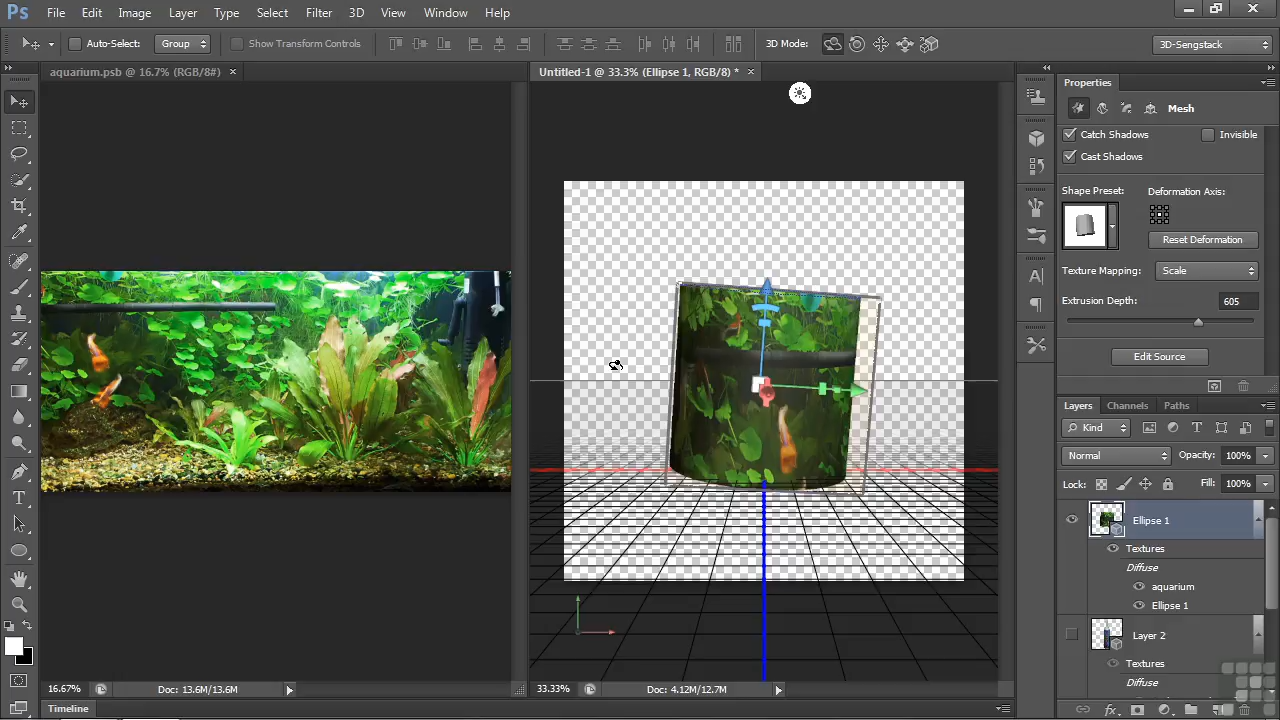 Ps File Edit Image Layer Type Select Filter 3D View Window Help
Auto-Select: Group Show Transform Controls 3D Mode: 3D-Sengstack
aquarium.psb @ 16.7% (RGB/8#) × Untitled-1 @ 33.3% (Ellipse 1, RGB/8) * ×
Properties
Mesh
Catch Shadows Invisible
Cast Shadows
Shape Preset: Deformation Axis:
Reset Deformation
Texture Mapping: Scale
Extrusion Depth: 605
Edit Source
Layers Channels Paths
Kind
Normal Opacity: 100%
Lock: Fill: 100%
Ellipse 1
Textures
Diffuse
aquarium
Ellipse 1
Layer 2
Textures
Diffuse
16.67% Doc: 13.6M/13.6M 33.33% Doc: 4.12M/12.7M
Timeline